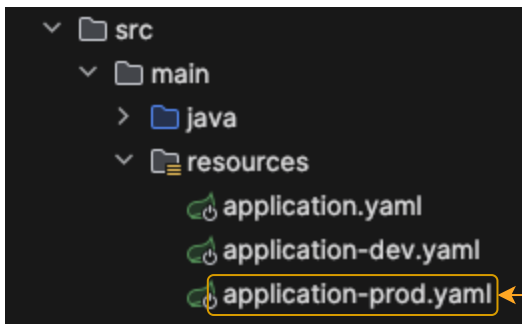 src
main
java
resources
application.yaml
application-dev.yaml
application-prod.yaml